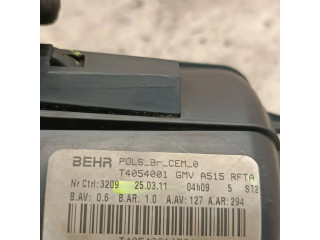 BEHR POLS_Br_CEM_0
T4054001 GMV A515 RFTA
Nr Ctrl:3209 25.03.11 04h09 5 ST2
B.AV: 0.6 B.AR: 1.0 A.AV: 127 A.AR: 294